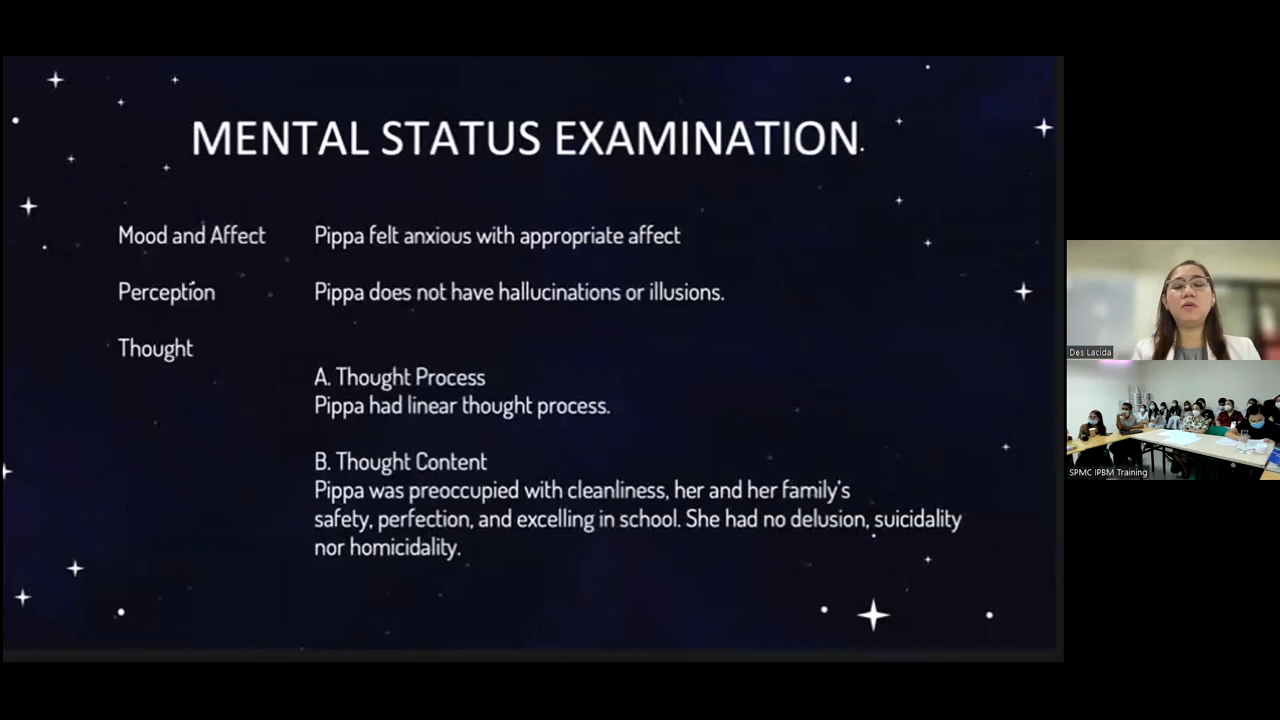 MENTAL STATUS EXAMINATION.
Mood and Affect Pippa felt anxious with appropriate affect
Perception Pippa does not have hallucinations or illusions.
Thought
A. Thought Process
Pippa had linear thought process.
B. Thought Content
Pippa was preoccupied with cleanliness, her and her family's
safety, perfection, and excelling in school. She had no delusion, suicidality
nor homicidality.
Des Lacida
SPMC IPBM Training